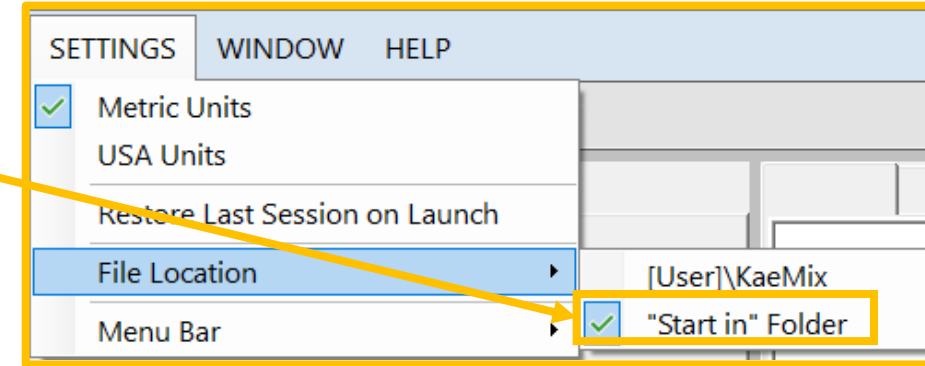 SETTINGS WINDOW HELP
Metric Units
USA Units
Restore Last Session on Launch
File Location
[User]\KaeMix
"Start in" Folder
Menu Bar